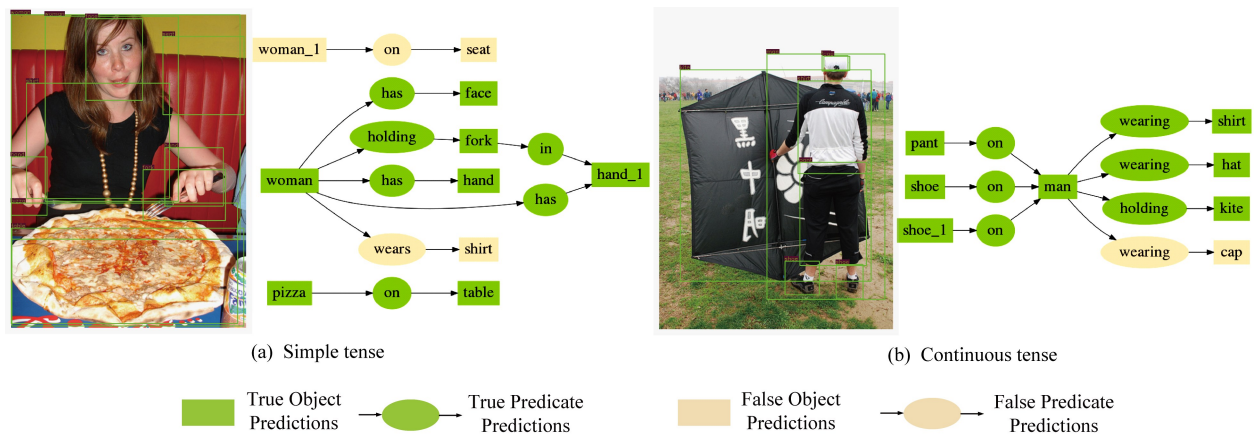 woman_1
on
seat
has
face
holding
fork
in
woman
has
hand
hand_1
has
wears
shirt
pizza
on
table
(a) Simple tense
Campagnolo
wearing
shirt
pant
on
wearing
hat
shoe
on
man
holding
kite
shoe_1
on
wearing
cap
(b) Continuous tense
True Object
Predictions
True Predicate
Predictions
False Object
Predictions
False Predicate
Predictions